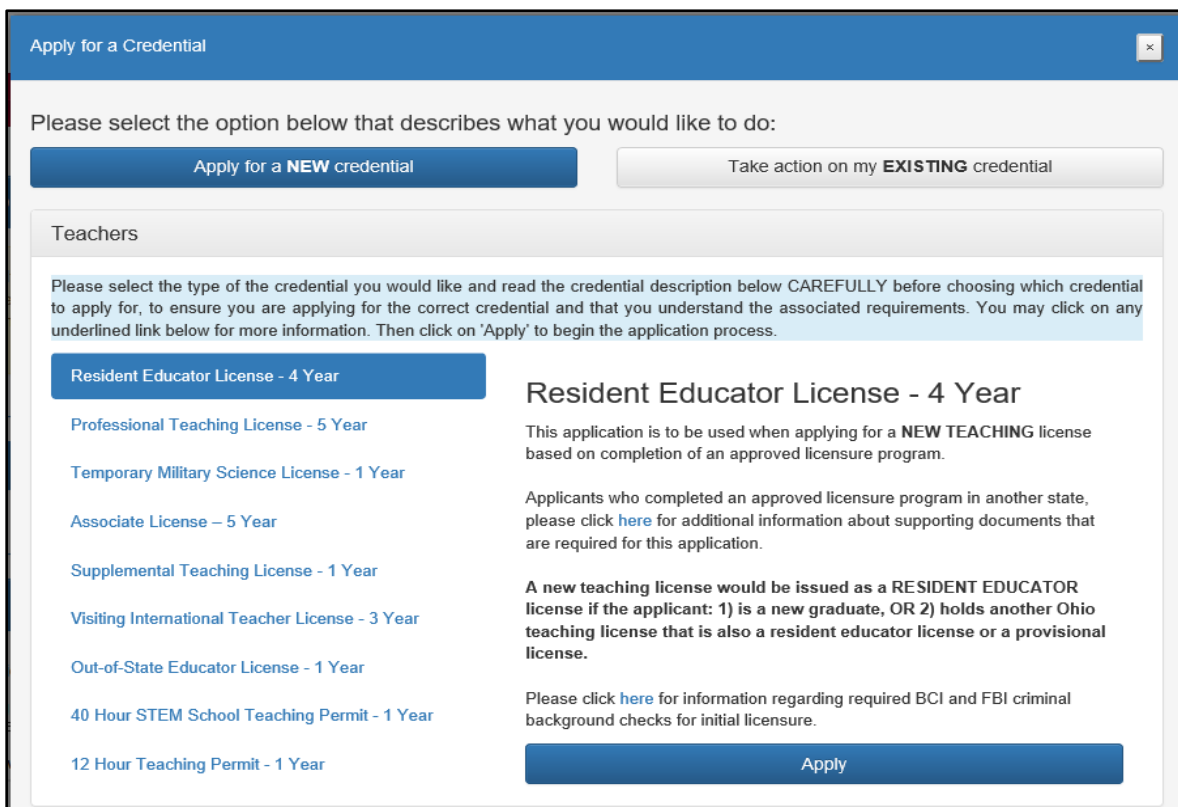 Apply for a Credential
×
Please select the option below that describes what you would like to do:
Apply for a NEW credential
Take action on my EXISTING credential
Teachers
Please select the type of the credential you would like and read the credential description below CAREFULLY before choosing which credential
to apply for, to ensure you are applying for the correct credential and that you understand the associated requirements. You may click on any
underlined link below for more information. Then click on 'Apply' to begin the application process.
Resident Educator License - 4 Year
Professional Teaching License - 5 Year
Temporary Military Science License - 1 Year
Associate License – 5 Year
Supplemental Teaching License - 1 Year
Visiting International Teacher License - 3 Year
Out-of-State Educator License - 1 Year
40 Hour STEM School Teaching Permit - 1 Year
12 Hour Teaching Permit - 1 Year
Resident Educator License - 4 Year
This application is to be used when applying for a NEW TEACHING license
based on completion of an approved licensure program.
Applicants who completed an approved licensure program in another state,
please click here for additional information about supporting documents that
are required for this application.
A new teaching license would be issued as a RESIDENT EDUCATOR
license if the applicant: 1) is a new graduate, OR 2) holds another Ohio
teaching license that is also a resident educator license or a provisional
license.
Please click here for information regarding required BCI and FBI criminal
background checks for initial licensure.
Apply